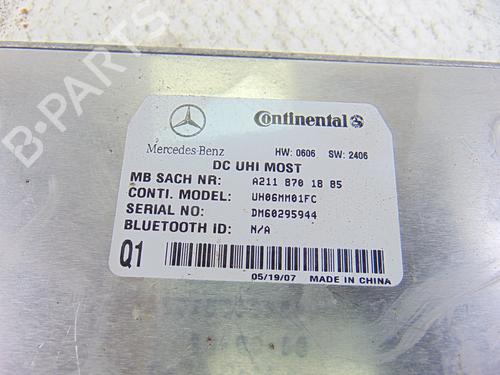 Continental
Mercedes-Benz
HW: 0606 SW: 2406
DC UHI MOST
MB SACH NR: A211 870 18 85
CONTI. MODEL: UH06MM01FC
SERIAL NO: DM60295944
BLUETOOTH ID: N/A
Q1
05/19/07 MADE IN CHINA